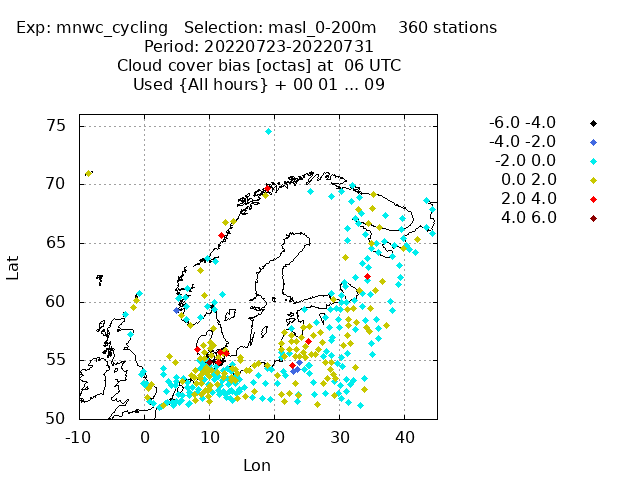 Exp: mnwc_cycling   Selection: masl_0-200m    360 stations
Period: 20220723-20220731
Cloud cover bias [octas] at  06 UTC
Used {All hours} + 00 01 ... 09
-6.0 -4.0
-4.0 -2.0
-2.0 0.0
0.0 2.0
2.0 4.0
4.0 6.0
75
70
65
60
55
50
Lat
-10 0 10 20 30 40
Lon